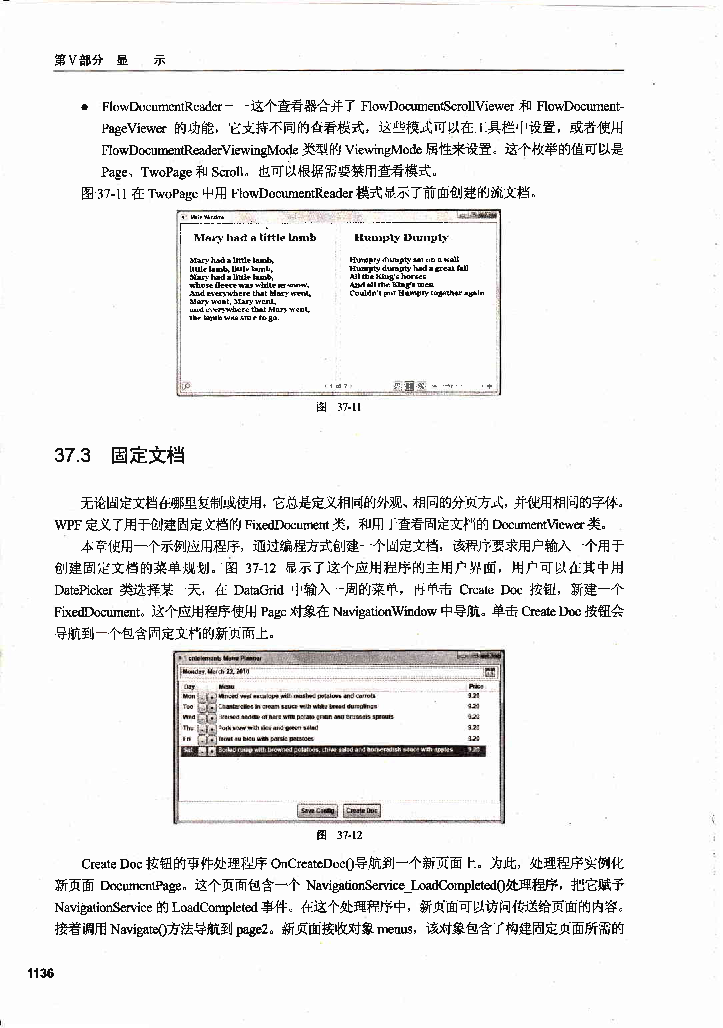 第V部分 显 示
● FlowDocumentReader——这个查看器合并了 FlowDocumentScrollViewer 和 FlowDocument-
PageViewer 的功能，它支持不同的查看模式，这些模式可以在工具栏中设置，或者使用
FlowDocumentReaderViewingMode 类型的 ViewingMode 属性来设置。这个枚举的值可以是
Page、TwoPage 和 Scroll。也可以根据需要禁用查看模式。
图 37-11 在 TwoPage 中用 FlowDocumentReader 模式显示了前面创建的流文档。
Main Window
Mary had a little lamb
Humpty Dumpty
Mary had a little lamb,
little lamb, little lamb,
Mary had a little lamb,
whose fleece was white as snow.
And everywhere that Mary went,
Mary went, Mary went,
and everywhere that Mary went,
the lamb was sure to go.
Humpty dumpty sat on a wall
Humpty dumpty had a great fall
All the King's horses
And all the King's men
Couldn't put Humpty together again
图 37-11
37.3 固定文档
无论固定文档在哪里复制或使用，它总是定义相同的外观、相同的分页方式，并使用相同的字体。
WPF 定义了用于创建固定文档的 FixedDocument 类，和用于查看固定文档的 DocumentViewer 类。
本章使用一个示例应用程序，通过编程方式创建一个固定文档，该程序要求用户输入一个用于
创建固定文档的菜单规划。图 37-12 显示了这个应用程序的主用户界面，用户可以在其中用
DatePicker 类选择某一天，在 DataGrid 中输入一周的菜单，再单击 Create Doc 按钮，新建一个
FixedDocument。这个应用程序使用 Page 对象在 NavigationWindow 中导航。单击 Create Doc 按钮会
导航到一个包含固定文档的新页面上。
Menu Planner
Monday, March 22, 2010
Day Menu Price
Mon Minced veal escalope with mashed potatoes and carrots 9.20
Tue Chanterelles in cream sauce with white bread dumplings 9.20
Wed Braised saddle of hare with potato gratin and brussels sprouts 9.20
Thu Pork stew with rice and green salad 9.20
Fri Trout au bleu with parsle potatoes 9.20
Sat Boiled rump with browned potatoes, chive salad and horseradish sauce with apples 9.20
Save Config Create Doc
图 37-12
Create Doc 按钮的事件处理程序 OnCreateDoc()导航到一个新页面上。为此，处理程序实例化
新页面 DocumentPage。这个页面包含一个 NavigationService_LoadCompleted()处理程序，把它赋予
NavigationService 的 LoadCompleted 事件。在这个处理程序中，新页面可以访问传送给页面的内容。
接着调用 Navigate()方法导航到 page2。新页面接收对象 menus，该对象包含了构建固定页面所需的
1136